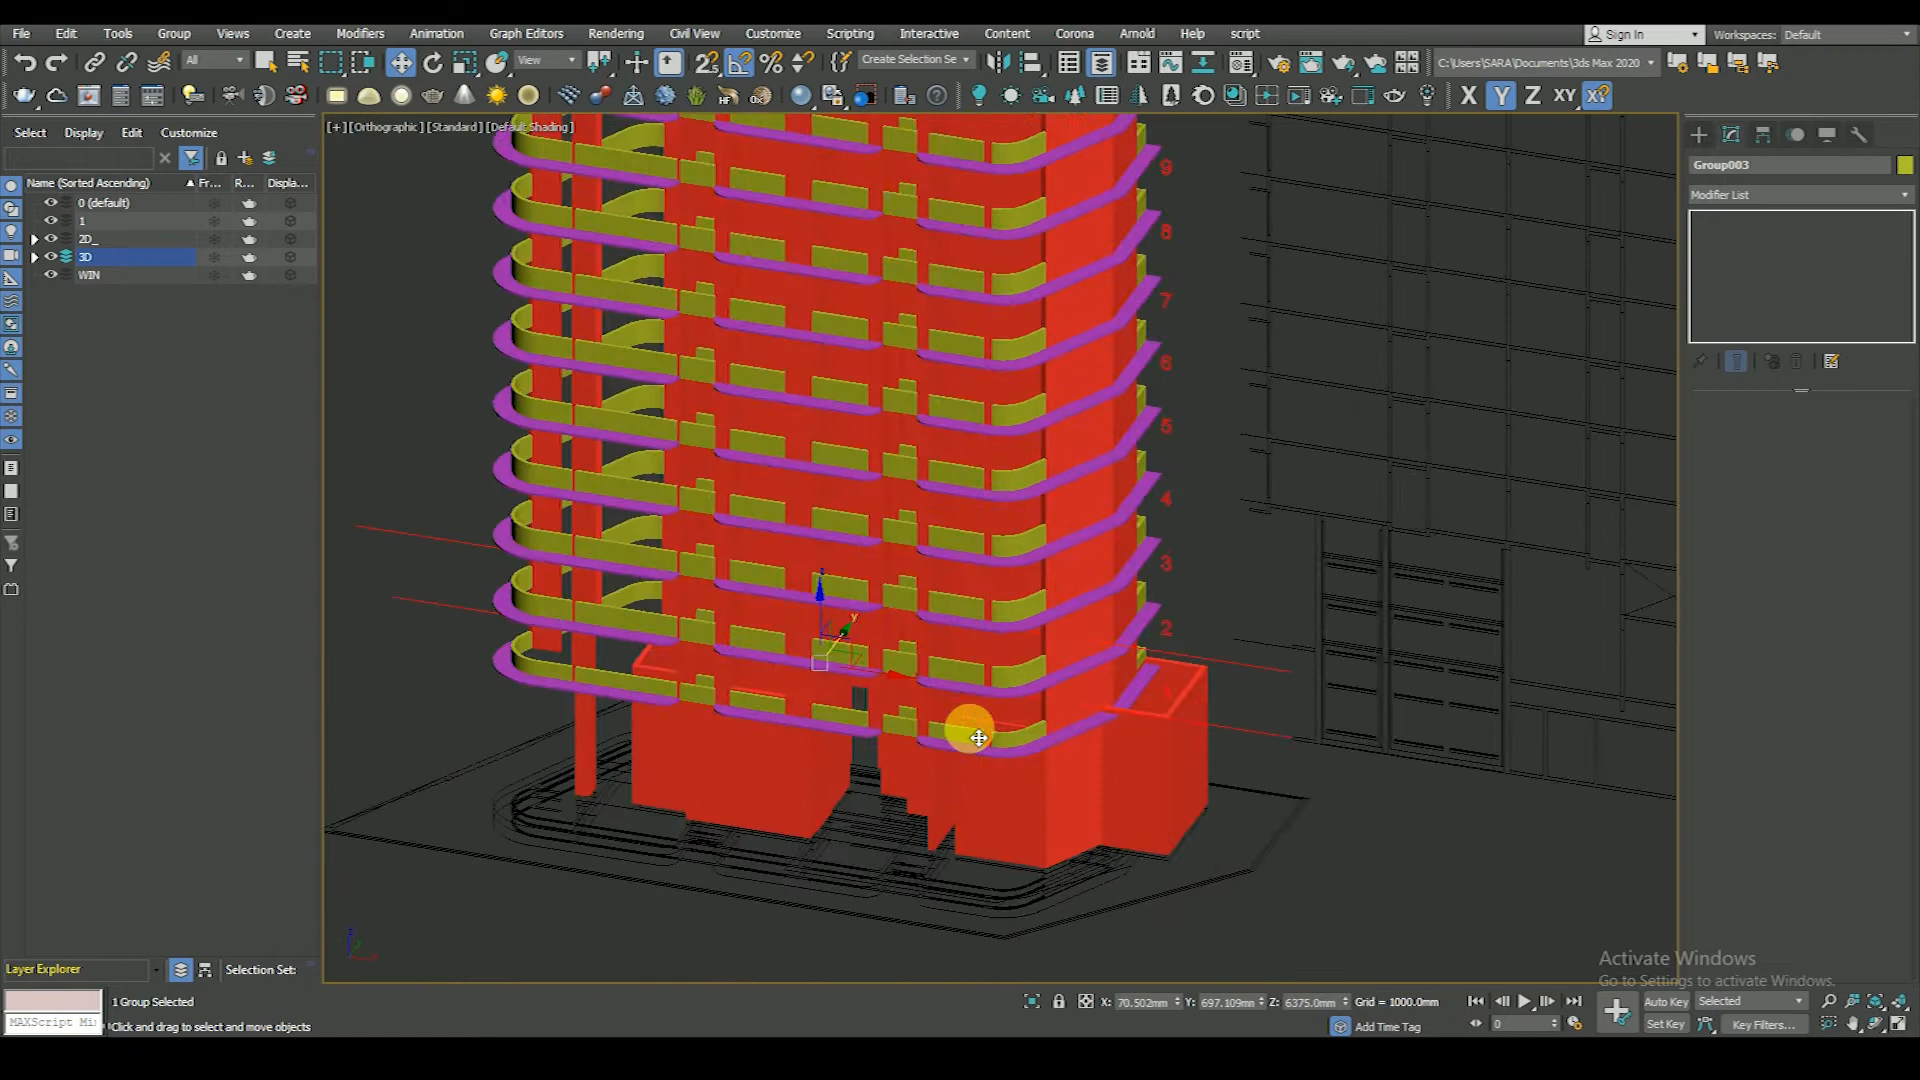 File Edit Tools Group Views Create Modifiers Animation Graph Editors Rendering Civil View Customize Scripting Interactive Content Corona Arnold Help script
Sign In
Workspaces: Default
All
View
Create Selection Se
C:\Users\SARA\Documents\3ds Max 2020
X Y Z XY
Select Display Edit Customize
[+] [Orthographic] [Standard] [Default Shading]
Name (Sorted Ascending) Fr... R... Displa...
0 (default)
1
2D_
3D
WIN
Group003
Modifier List
9
8
7
6
5
4
3
2
Activate Windows
Go to Settings to activate Windows.
Layer Explorer
Selection Set:
1 Group Selected
X: 70.502mm Y: 697.109mm Z: 6375.0mm Grid = 1000.0mm
Auto Key Selected
MAXScript Mi
Click and drag to select and move objects
Add Time Tag
0
Set Key Key Filters...